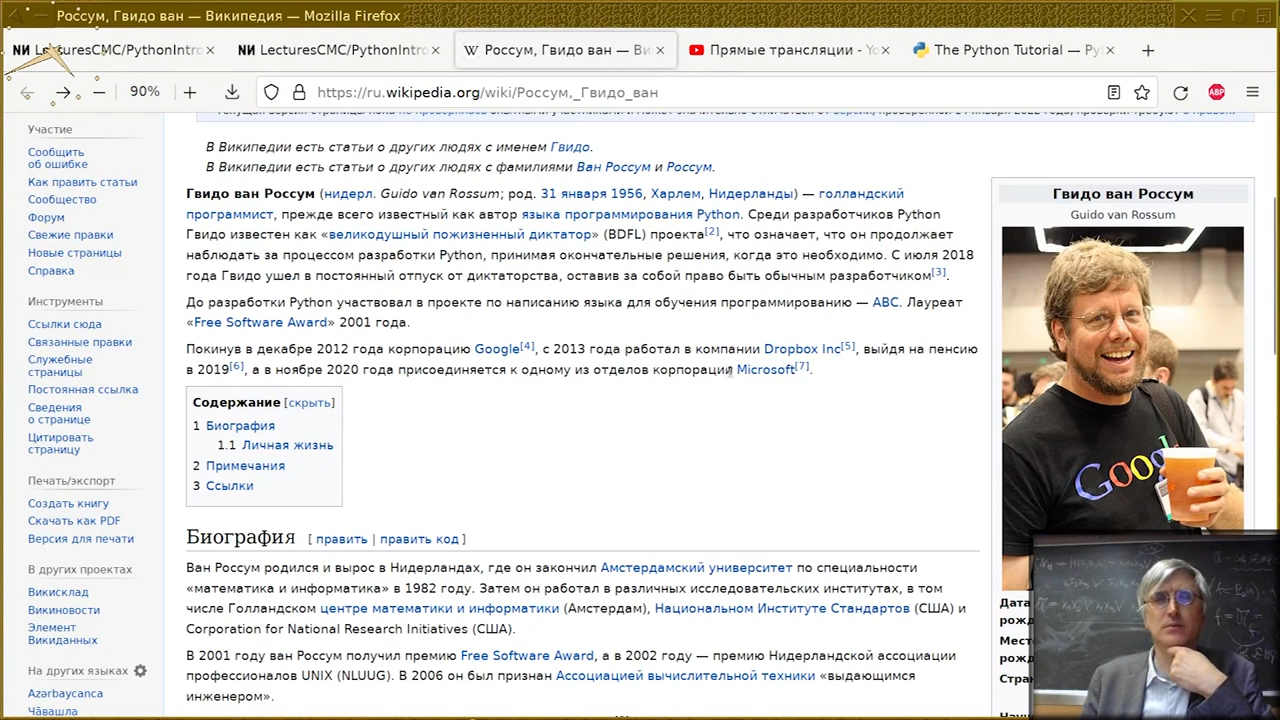 Россум, Гвидо ван — Википедия — Mozilla Firefox
LecturesCMC/PythonIntro
LecturesCMC/PythonIntro
Россум, Гвидо ван — Ви
Прямые трансляции - Yo
The Python Tutorial — Py
90%
https://ru.wikipedia.org/wiki/Россум,_Гвидо_ван
ABP
Участие
Сообщить
об ошибке
Как править статьи
Сообщество
Форум
Свежие правки
Новые страницы
Справка
Инструменты
Ссылки сюда
Связанные правки
Служебные
страницы
Постоянная ссылка
Сведения
о странице
Цитировать
страницу
Печать/экспорт
Создать книгу
Скачать как PDF
Версия для печати
В других проектах
Викисклад
Викиновости
Элемент
Викиданных
На других языках
Azərbaycanca
Чӑвашла
В Википедии есть статьи о других людях с именем Гвидо.
В Википедии есть статьи о других людях с фамилиями Ван Россум и Россум.
Гвидо ван Россум (нидерл. Guido van Rossum; род. 31 января 1956, Харлем, Нидерланды) — голландский
программист, прежде всего известный как автор языка программирования Python. Среди разработчиков Python
Гвидо известен как «великодушный пожизненный диктатор» (BDFL) проекта[2], что означает, что он продолжает
наблюдать за процессом разработки Python, принимая окончательные решения, когда это необходимо. С июля 2018
года Гвидо ушел в постоянный отпуск от диктаторства, оставив за собой право быть обычным разработчиком[3].
До разработки Python участвовал в проекте по написанию языка для обучения программированию — ABC. Лауреат
«Free Software Award» 2001 года.
Покинув в декабре 2012 года корпорацию Google[4], с 2013 года работал в компании Dropbox Inc[5], выйдя на пенсию
в 2019[6], а в ноябре 2020 года присоединяется к одному из отделов корпорации Microsoft[7].
Содержание [скрыть]
1 Биография
1.1 Личная жизнь
2 Примечания
3 Ссылки
Биография [ править | править код ]
Ван Россум родился и вырос в Нидерландах, где он закончил Амстердамский университет по специальности
«математика и информатика» в 1982 году. Затем он работал в различных исследовательских институтах, в том
числе Голландском центре математики и информатики (Амстердам), Национальном Институте Стандартов (США) и
Corporation for National Research Initiatives (США).
В 2001 году ван Россум получил премию Free Software Award, а в 2002 году — премию Нидерландской ассоциации
профессионалов UNIX (NLUUG). В 2006 он был признан Ассоциацией вычислительной техники «выдающимся
инженером».
Гвидо ван Россум
Guido van Rossum
Google
Дата
рожд
Мест
рожд
Стран